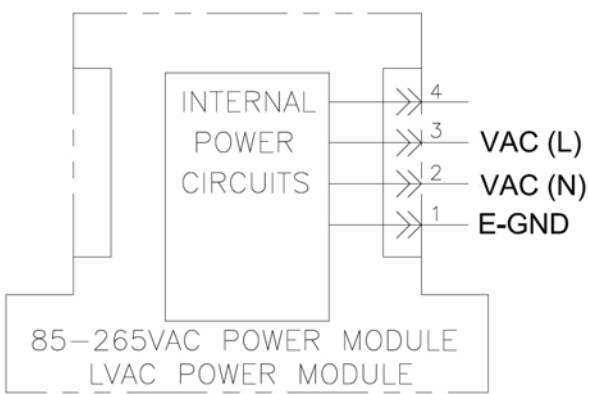 INTERNAL
POWER
CIRCUITS
4
3 VAC (L)
2 VAC (N)
1 E-GND
85-265VAC POWER MODULE
LVAC POWER MODULE